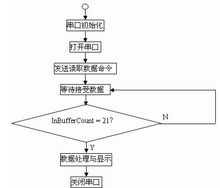 串口初始化
打开串口
发送读取数据命令
等待接受数据
InBufferCount = 21?
N
Y
数据处理与显示
关闭串口